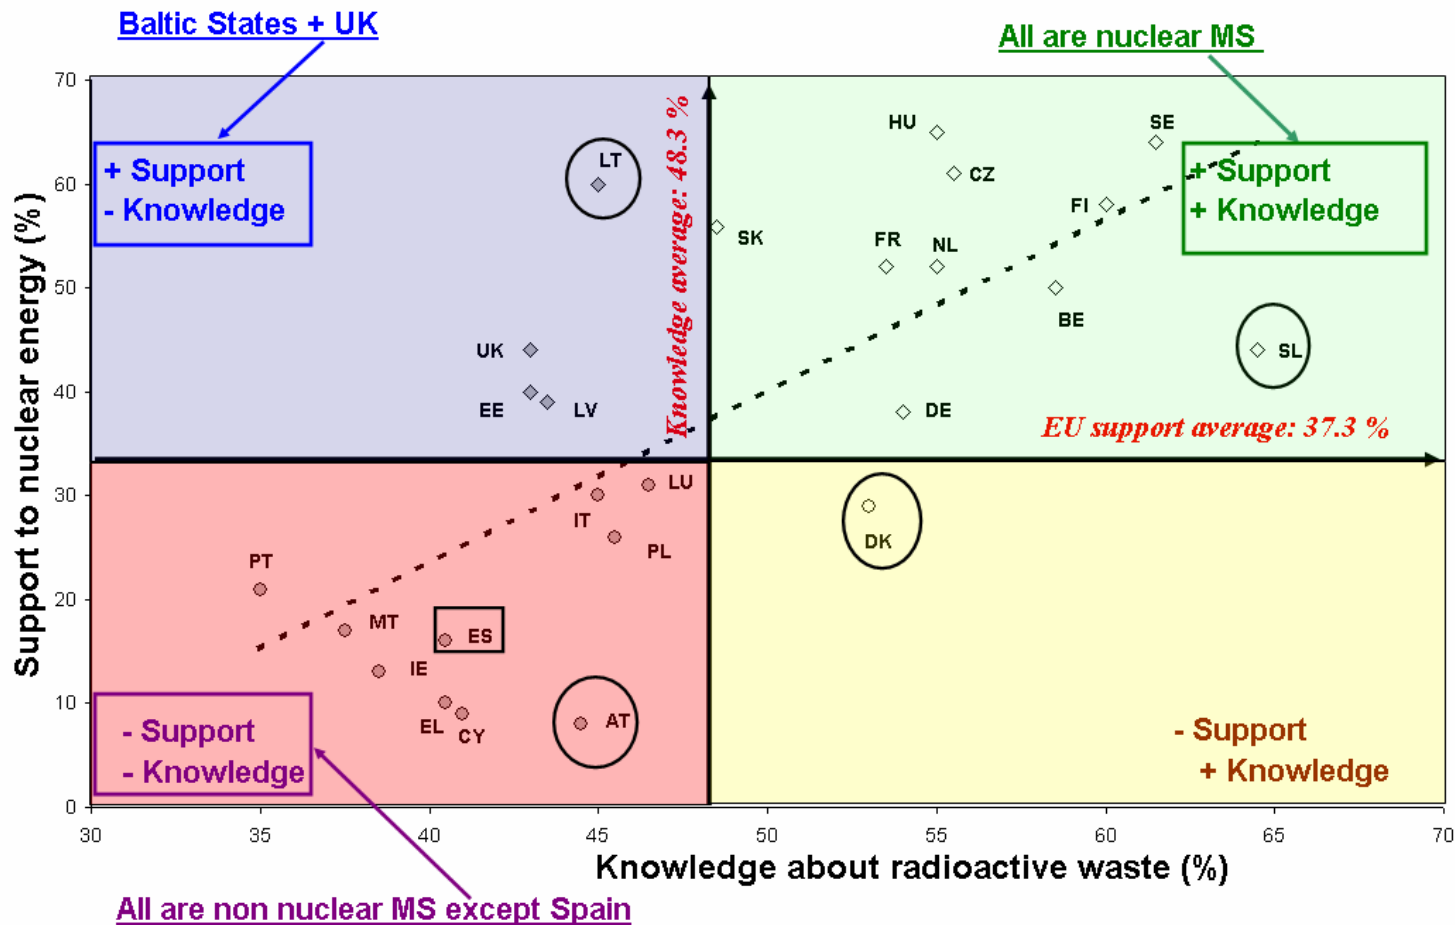 Baltic States + UK
All are nuclear MS
Support to nuclear energy (%)
70
60
50
40
30
20
10
0
+ Support
- Knowledge
LT
UK
EE
LV
Knowledge average: 48.3 %
HU
SE
CZ
FI
SK
FR
NL
BE
SL
DE
+ Support
+ Knowledge
EU support average: 37.3 %
LU
IT
PL
PT
MT
ES
IE
EL
CY
AT
- Support
- Knowledge
DK
- Support
+ Knowledge
30
35
40
45
50
55
60
65
70
Knowledge about radioactive waste (%)
All are non nuclear MS except Spain